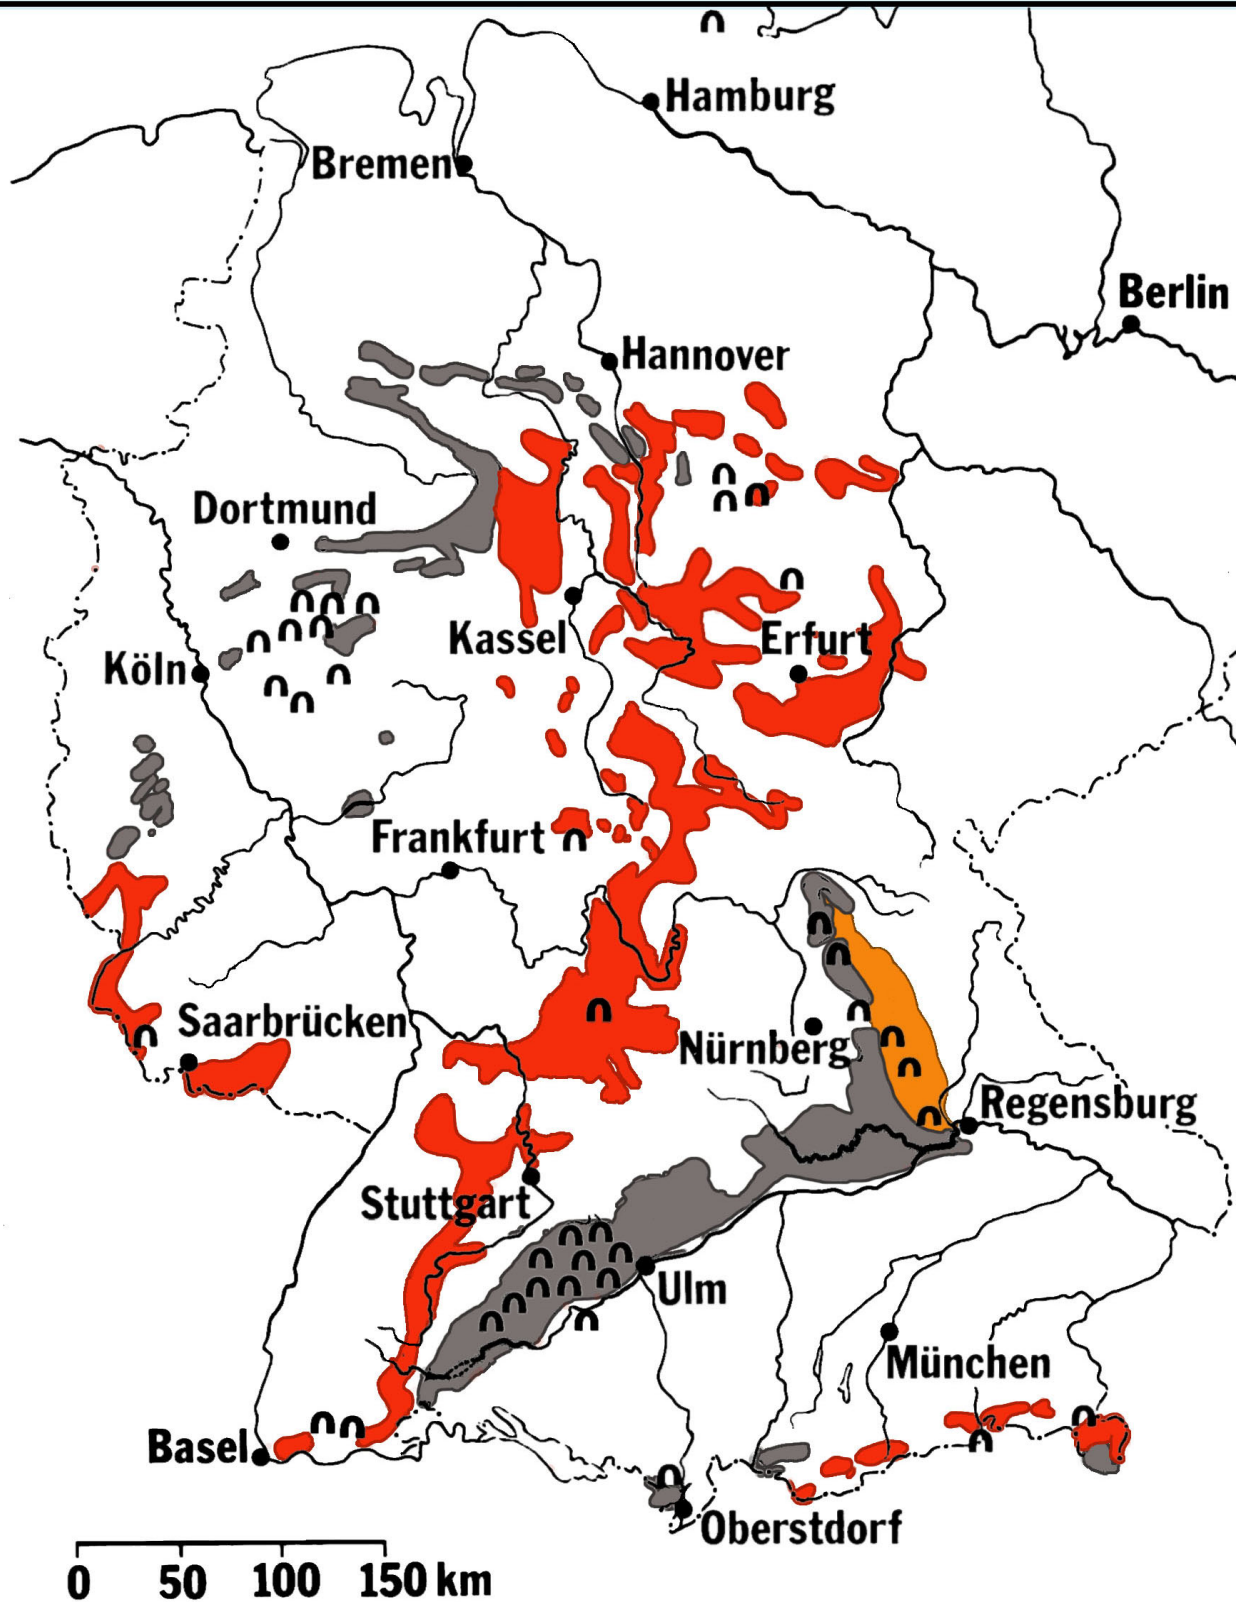 Hamburg
Bremen
Berlin
Hannover
Dortmund
Kassel
Erfurt
Köln
Frankfurt
Saarbrücken
Nürnberg
Regensburg
Stuttgart
Ulm
München
Basel
Oberstdorf
0 50 100 150 km